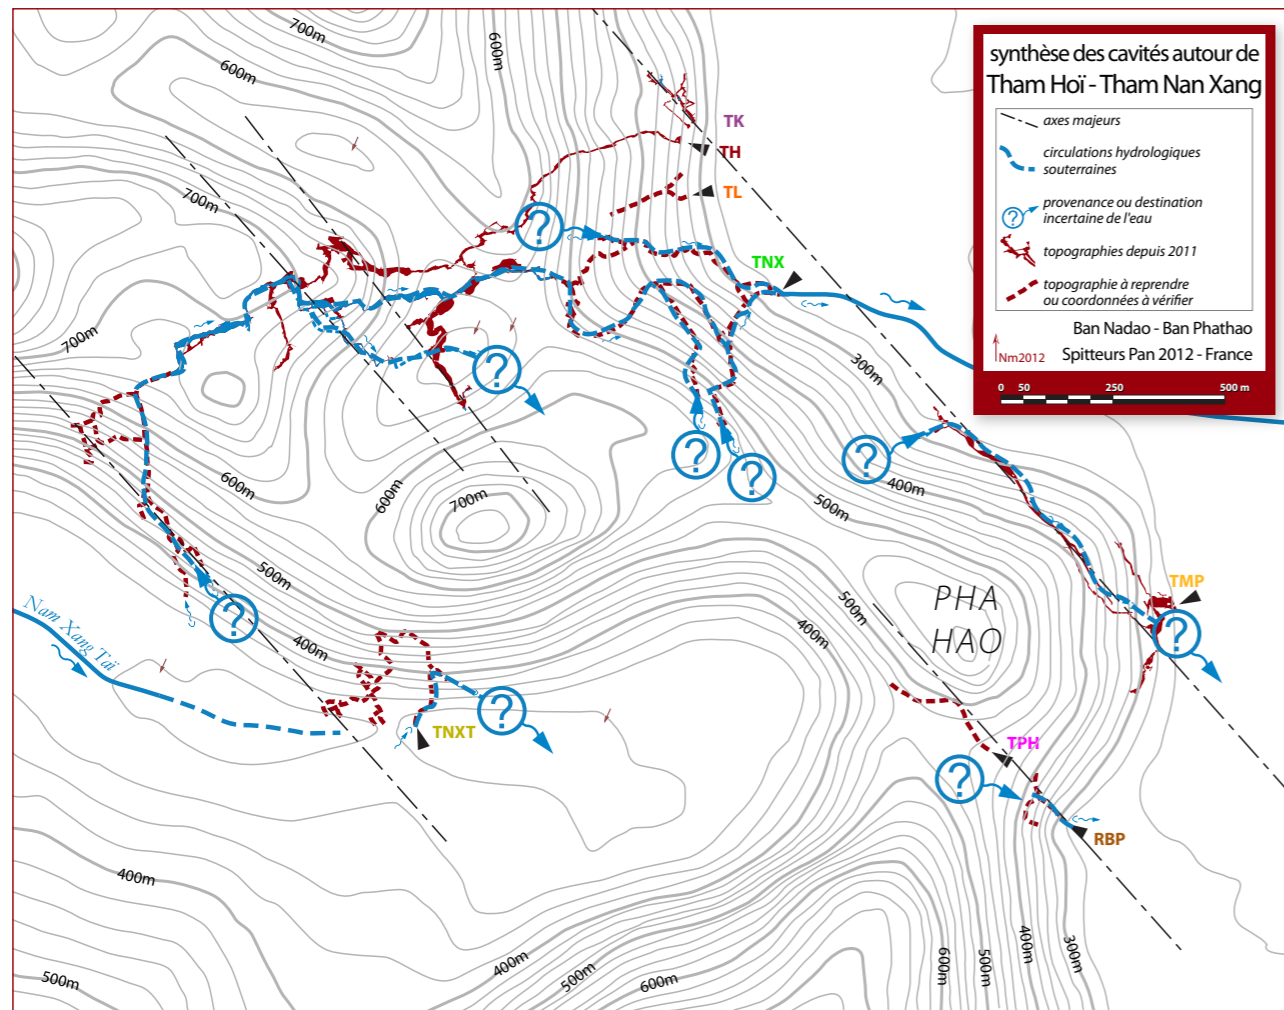 synthèse des cavités autour de
Tham Hoï - Tham Nan Xang
axes majeurs
circulations hydrologiques
souterraines
?
provenance ou destination
incertaine de l'eau
topographies depuis 2011
topographie à reprendre
ou coordonnées à vérifier
Nm2012
Ban Nadao - Ban Phathao
Spitteurs Pan 2012 - France
0 50 250 500 m
700m
600m
600m
TK
TH
TL
700m
?
TNX
700m
300m
?
?
?
?
600m
600m
700m
400m
500m
500m
Nam Xang Taï
?
400m
500m
400m
PHA
HAO
TMP
?
?
TNXT
TPH
?
RBP
400m
500m
400m
500m
600m
600m
500m
400m
300m